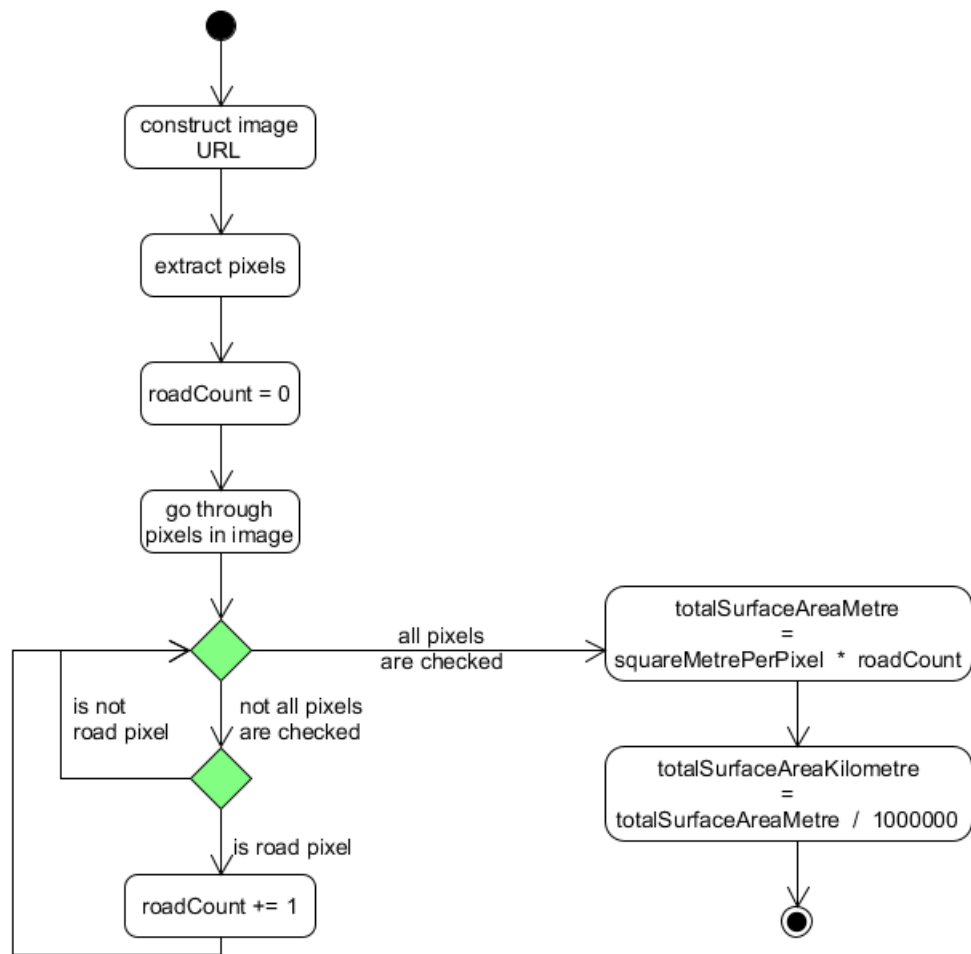 construct image
URL
extract pixels
roadCount = 0
go through
pixels in image
all pixels
are checked
totalSurfaceAreaMetre
=
squareMetrePerPixel * roadCount
is not
road pixel
not all pixels
are checked
totalSurfaceAreaKilometre
=
totalSurfaceAreaMetre / 1000000
is road pixel
roadCount += 1